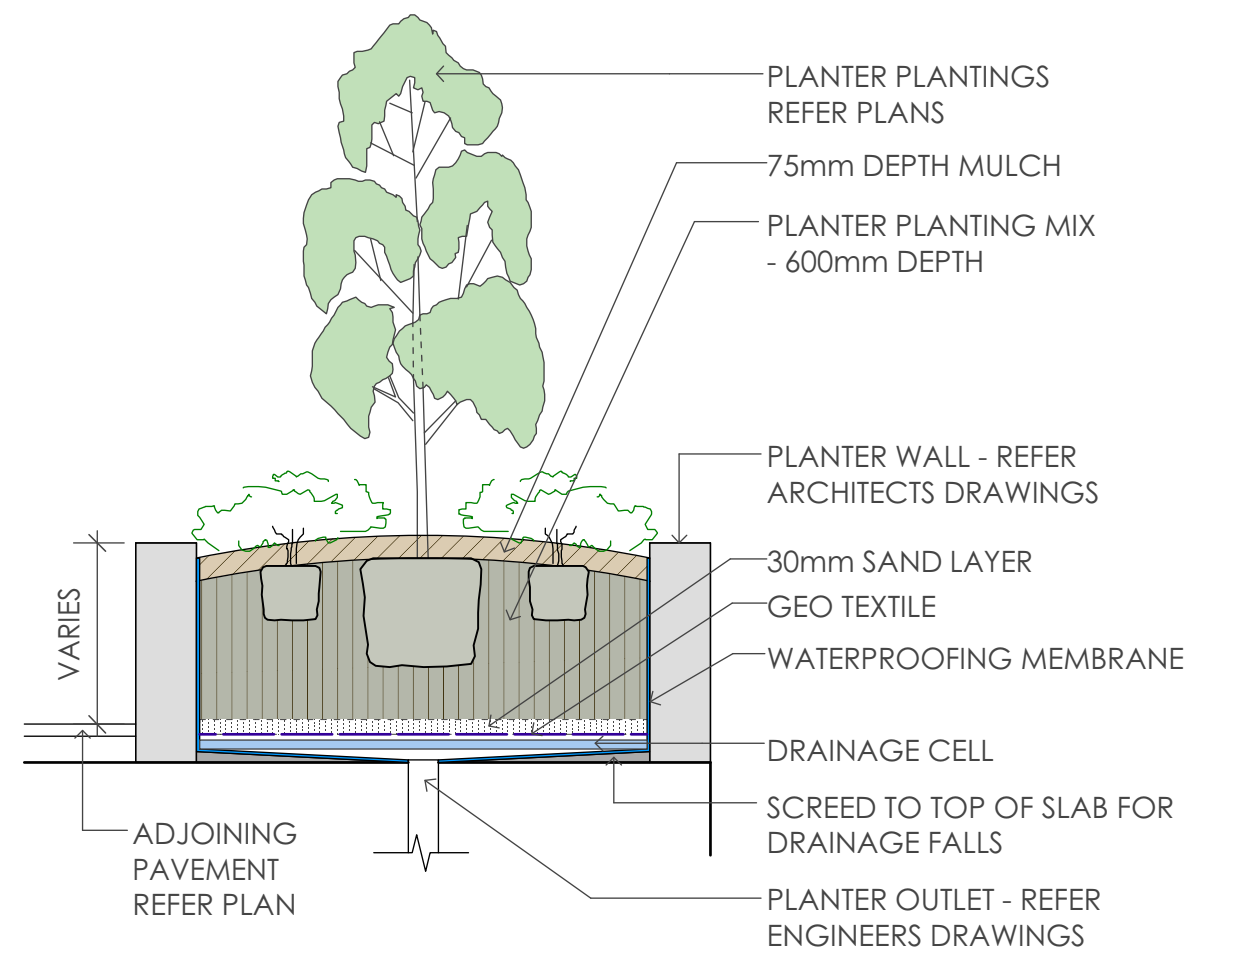 PLANTER PLANTINGS
REFER PLANS
75mm DEPTH MULCH
PLANTER PLANTING MIX
- 600mm DEPTH
PLANTER WALL - REFER
ARCHITECTS DRAWINGS
30mm SAND LAYER
GEO TEXTILE
WATERPROOFING MEMBRANE
DRAINAGE CELL
SCREED TO TOP OF SLAB FOR
DRAINAGE FALLS
PLANTER OUTLET - REFER
ENGINEERS DRAWINGS
VARIES
ADJOINING
PAVEMENT
REFER PLAN